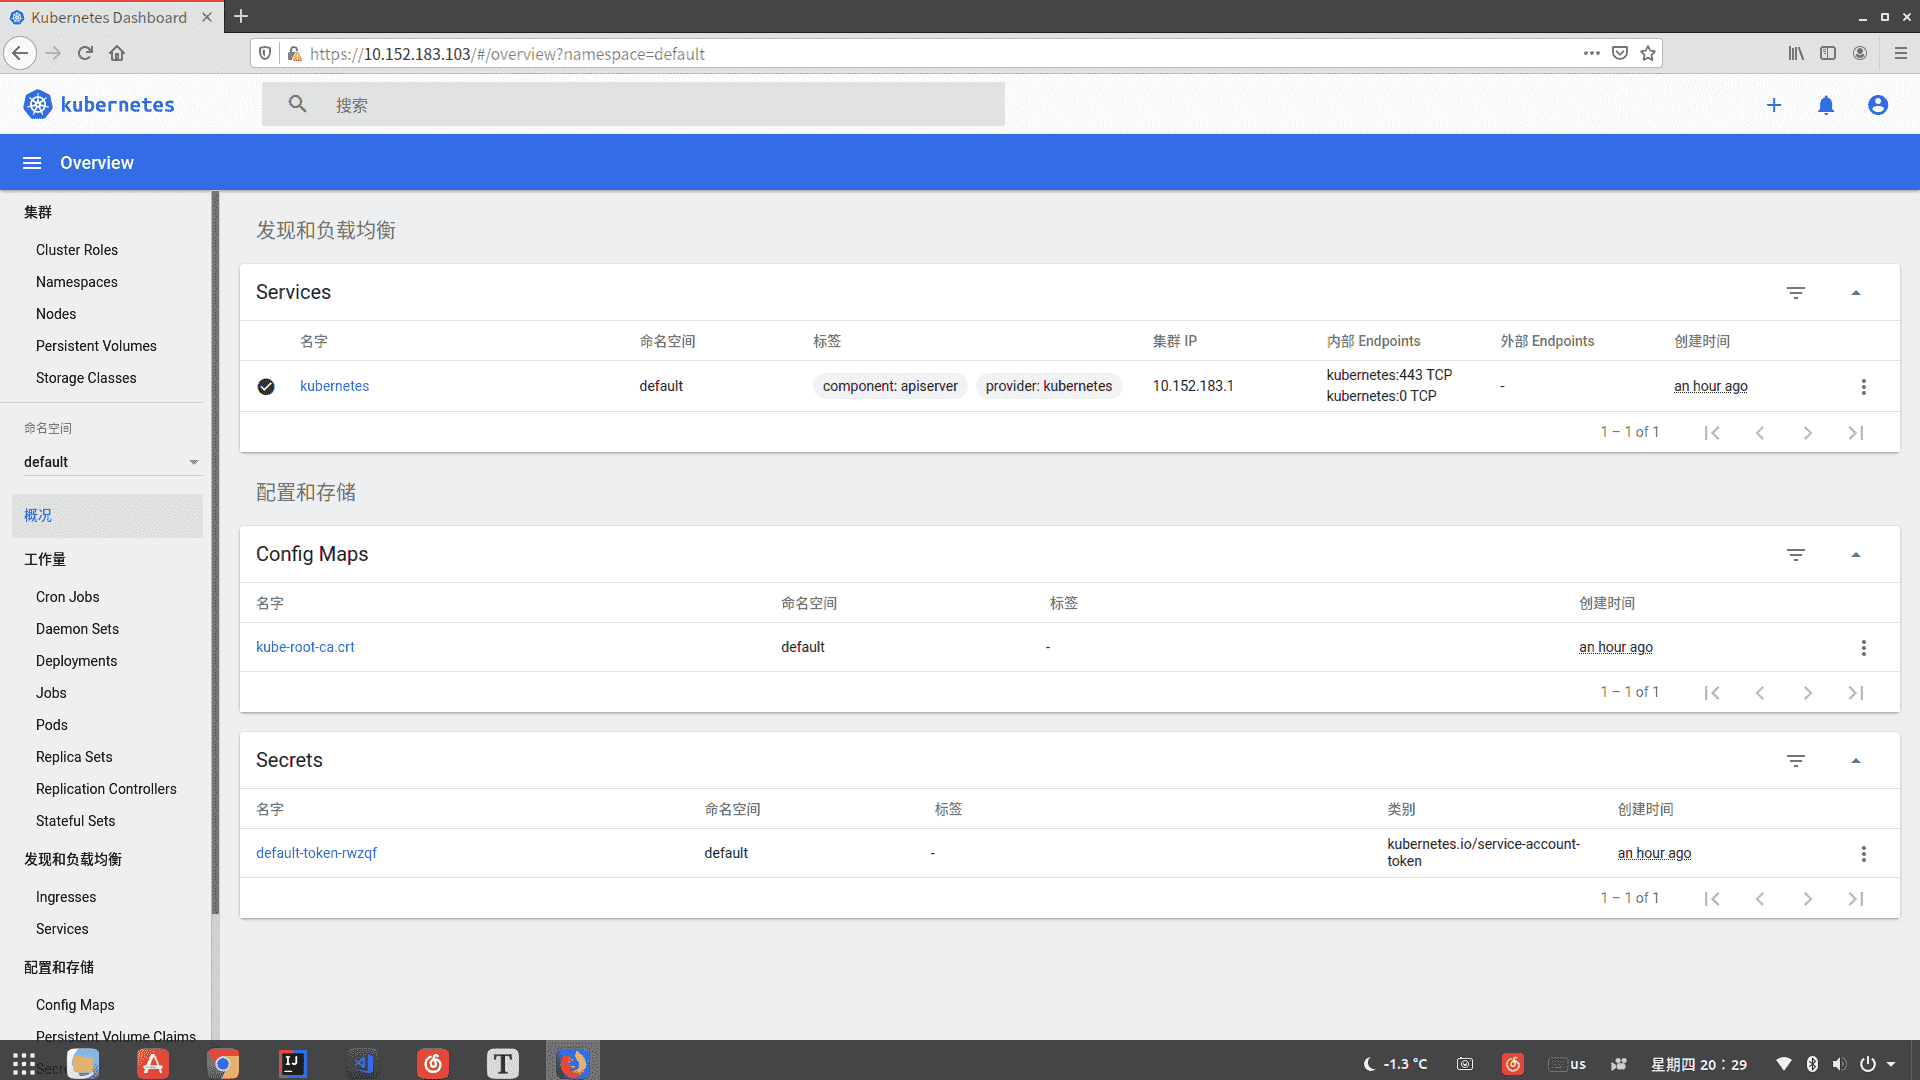 Kubernetes Dashboard
https://10.152.183.103/#/overview?namespace=default
kubernetes
搜索
Overview
集群
Cluster Roles
Namespaces
Nodes
Persistent Volumes
Storage Classes
命名空间
default
概况
工作量
Cron Jobs
Daemon Sets
Deployments
Jobs
Pods
Replica Sets
Replication Controllers
Stateful Sets
发现和负载均衡
Ingresses
Services
配置和存储
Config Maps
Persistent Volume Claims
发现和负载均衡
Services
名字 命名空间 标签 集群 IP 内部 Endpoints 外部 Endpoints 创建时间
kubernetes default component: apiserver provider: kubernetes 10.152.183.1 kubernetes:443 TCP - an hour ago
kubernetes:0 TCP
1 – 1 of 1
配置和存储
Config Maps
名字 命名空间 标签 创建时间
kube-root-ca.crt default - an hour ago
1 – 1 of 1
Secrets
名字 命名空间 标签 类别 创建时间
default-token-rwzqf default - kubernetes.io/service-account- an hour ago
token
1 – 1 of 1
IJ
T
-1.3 °C
us
星期四 20：29